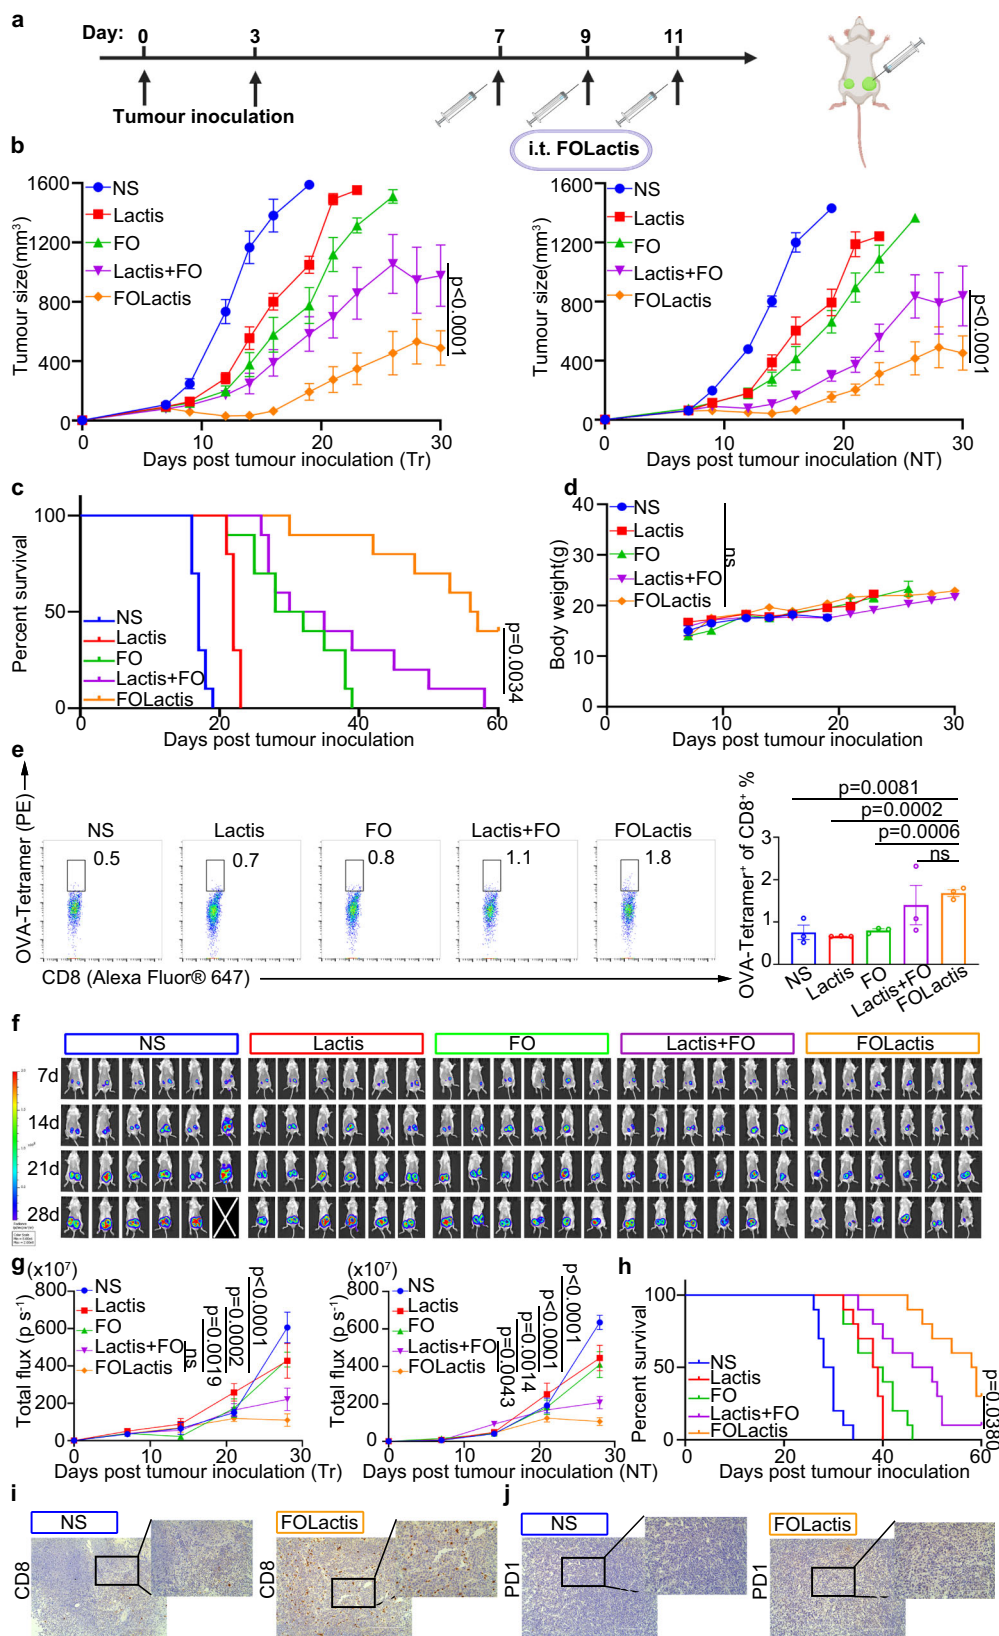 a
Day: 0 3 7 9 11
Tumour inoculation
i.t. FOLactis
b
Tumour size(mm³)
1600
1200
800
400
0
NS
Lactis
FO
Lactis+FO
FOLactis
p<0.0001
0 10 20 30
Days post tumour inoculation (Tr)
Tumour size(mm³)
1600
1200
800
400
0
NS
Lactis
FO
Lactis+FO
FOLactis
p<0.0001
0 10 20 30
Days post tumour inoculation (NT)
c
Percent survival
100
50
0
NS
Lactis
FO
Lactis+FO
FOLactis
p=0.0034
0 20 40 60
Days post tumour inoculation
d
Body weight(g)
40
30
20
10
0
NS
Lactis
FO
Lactis+FO
FOLactis
ns
0 10 20 30
Days post tumour inoculation
e
OVA-Tetramer (PE)
NS Lactis FO Lactis+FO FOLactis
0.5 0.7 0.8 1.1 1.8
CD8 (Alexa Fluor® 647)
OVA-Tetramer⁺ of CD8⁺ %
p=0.0081
p=0.0002
p=0.0006
ns
3
2
1
0
NS Lactis FO Lactis+FO FOLactis
f
NS Lactis FO Lactis+FO FOLactis
7d
14d
21d
28d
g
(x10⁷)
Total flux (p s⁻¹)
800
600
400
200
0
NS
Lactis
FO
Lactis+FO
FOLactis
ns
p=0.0019
p=0.0002
p<0.0001
0 10 20 30
Days post tumour inoculation (Tr)
(x10⁷)
Total flux (p s⁻¹)
800
600
400
200
0
NS
Lactis
FO
Lactis+FO
FOLactis
p=0.0043
p=0.0014
p<0.0001
p<0.0001
0 10 20 30
Days post tumour inoculation (NT)
h
Percent survival
100
50
0
NS
Lactis
FO
Lactis+FO
FOLactis
p=0.0380
0 20 40 60
Days post tumour inoculation
i
NS
CD8
FOLactis
CD8
j
NS
PD1
FOLactis
PD1